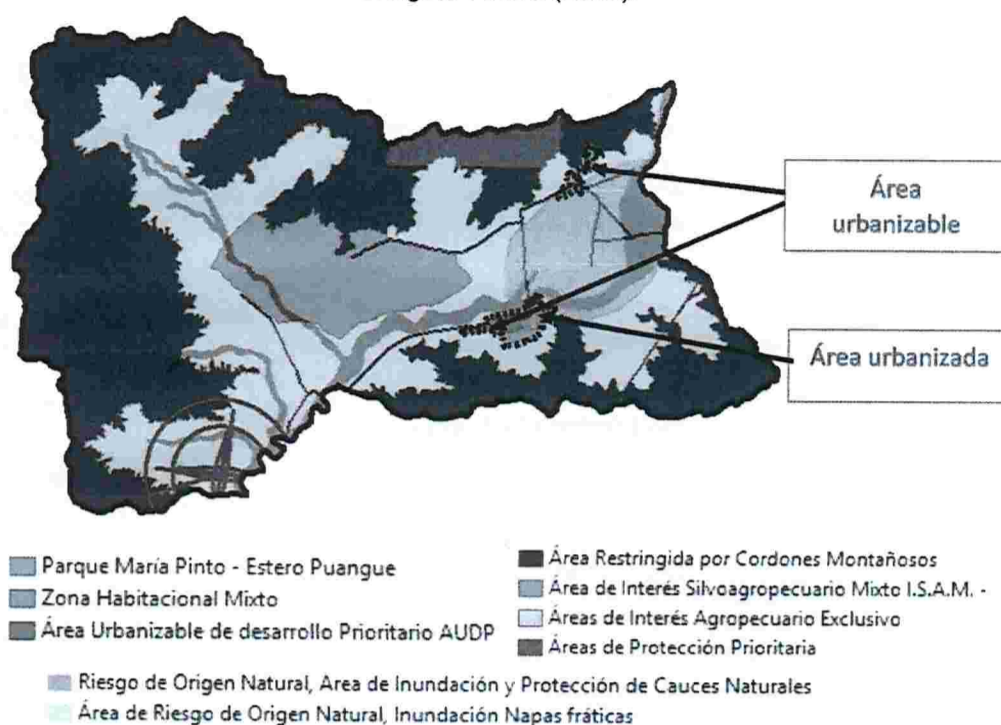 Área
urbanizable
Área urbanizada
Parque María Pinto - Estero Puangue
Zona Habitacional Mixto
Área Urbanizable de desarrollo Prioritario AUDP
Área Restringida por Cordones Montañosos
Área de Interés Silvoagropecuario Mixto I.S.A.M. -
Áreas de Interés Agropecuario Exclusivo
Áreas de Protección Prioritaria
Riesgo de Origen Natural, Area de Inundación y Protección de Cauces Naturales
Área de Riesgo de Origen Natural, Inundación Napas fráticas